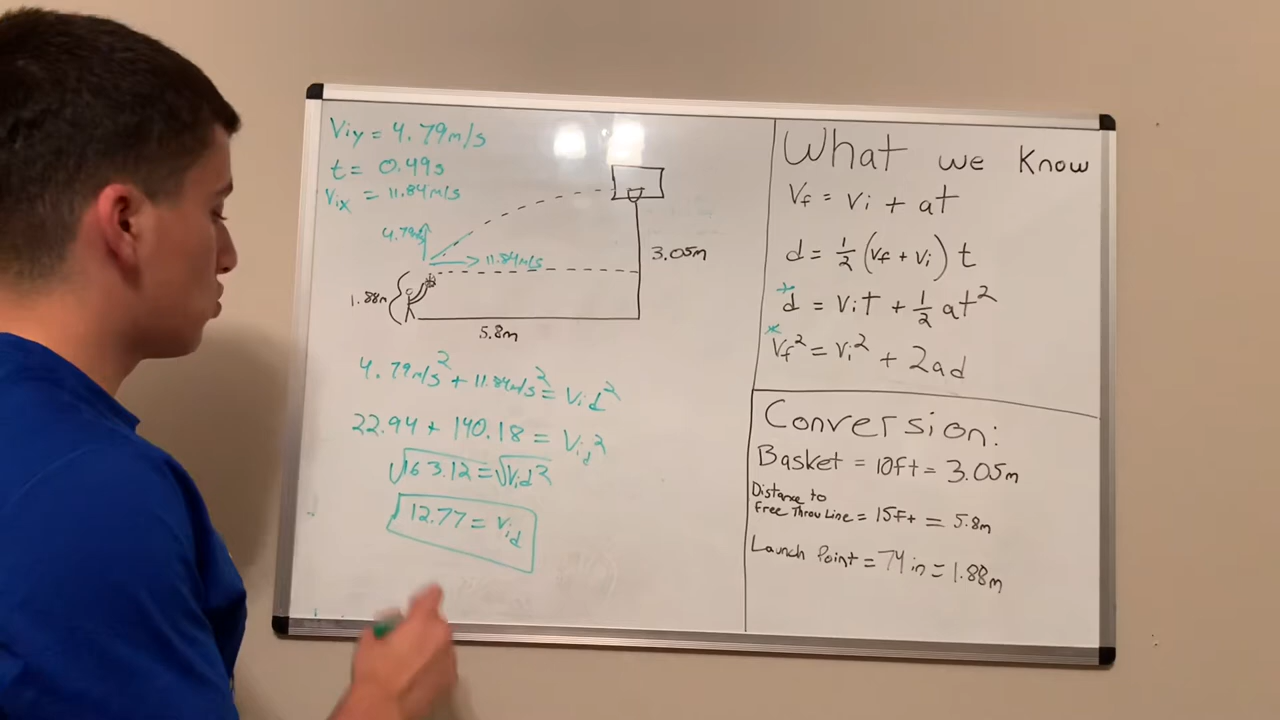 Viy = 4.79m/s
t = 0.49s
Vix = 11.84m/s
4.79m/s
11.84m/s
3.05m
1.88m
5.8m
4.79m/s² + 11.84m/s² = Vid²
22.94 + 140.18 = Vid²
√163.12 = √Vid²
12.77 = Vid
What we Know
Vf = Vi + at
d = 1/2 (Vf + Vi) t
d = Vit + 1/2 at²
Vf² = Vi² + 2ad
Conversion:
Basket = 10ft = 3.05m
Distance to
Free Throw Line = 15Ft = 5.8m
Launch Point = 74 in = 1.88m